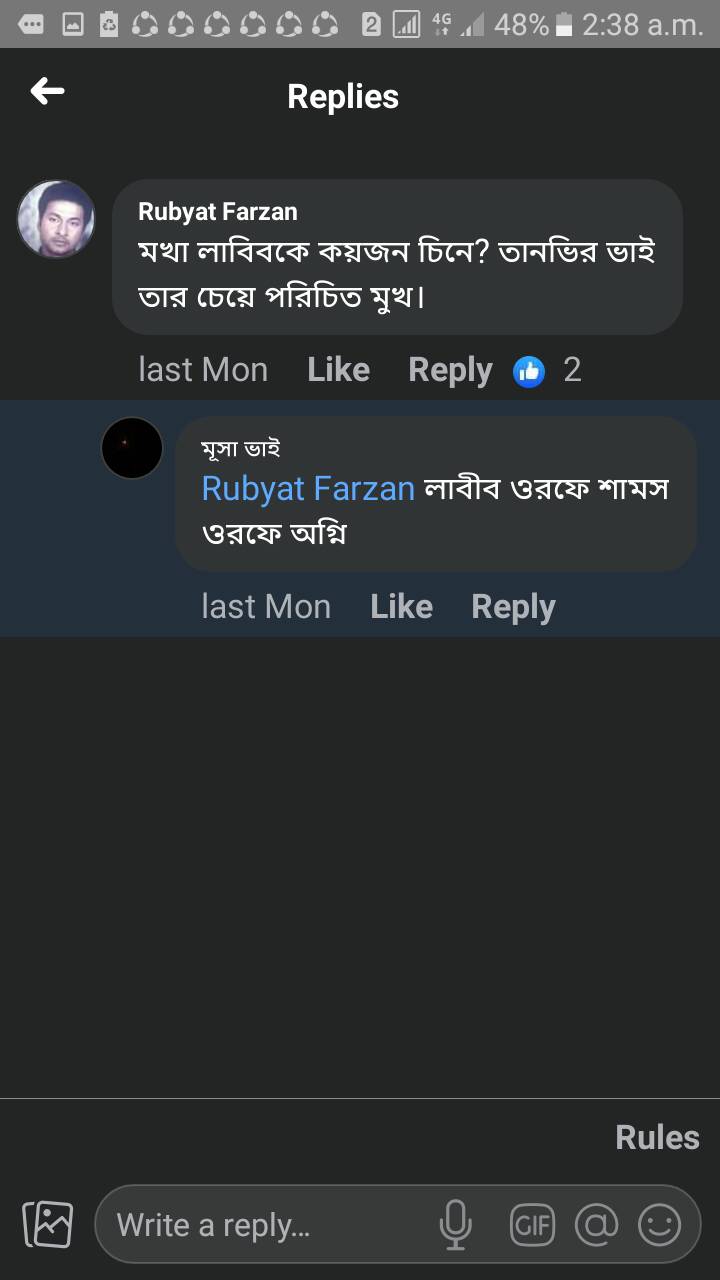 2 4G 48% 2:38 a.m.
Replies
Rubyat Farzan
মখা লাবিবকে কয়জন চিনে? তানভির ভাই
তার চেয়ে পরিচিত মুখ।
last Mon Like Reply 2
মূসা ভাই
Rubyat Farzan লাবীব ওরফে শামস
ওরফে অগ্নি
last Mon Like Reply
Rules
Write a reply... GIF @